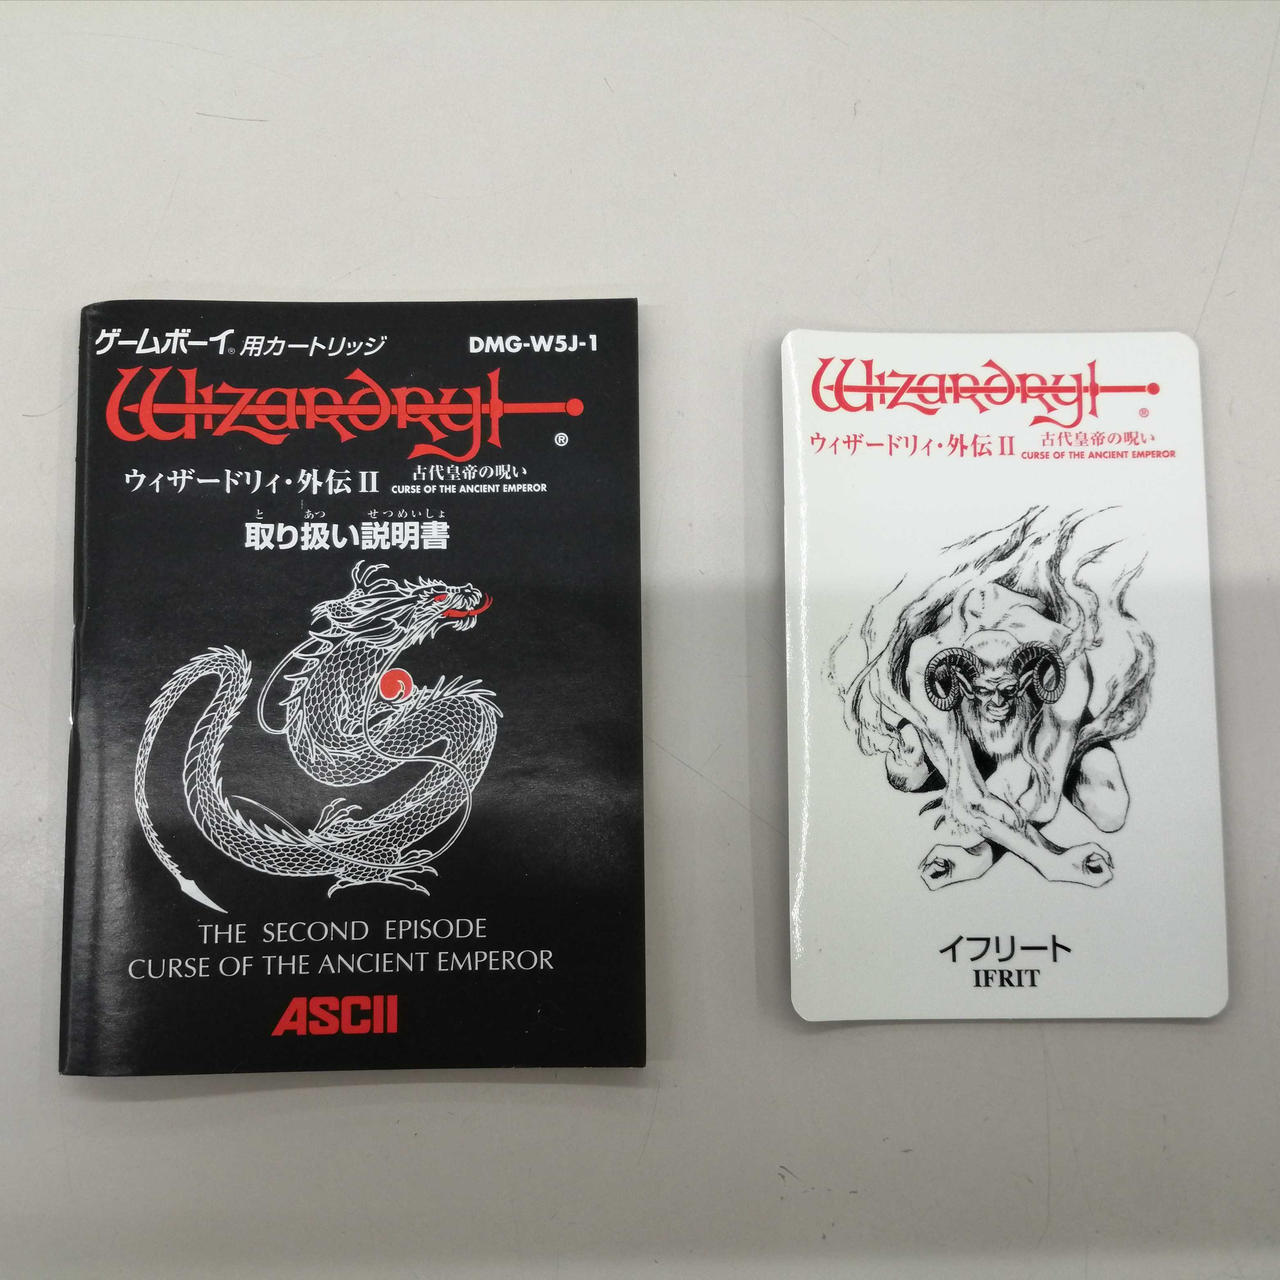 ゲームボーイ® 用カートリッジ DMG-W5J-1
Wizardry®
ウィザードリィ・外伝 II 古代皇帝の呪い
CURSE OF THE ANCIENT EMPEROR
と あつ せつめいしょ
取り扱い説明書
THE SECOND EPISODE
CURSE OF THE ANCIENT EMPEROR
ASCII
Wizardry®
ウィザードリィ・外伝 II 古代皇帝の呪い
CURSE OF THE ANCIENT EMPEROR
イフリート
IFRIT